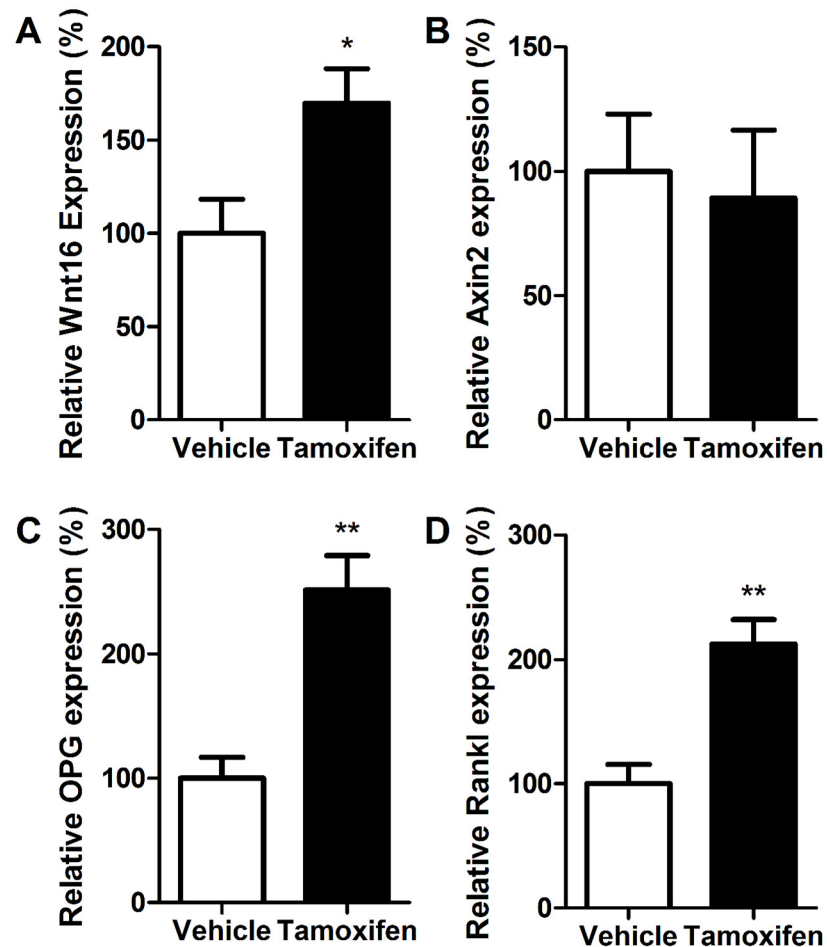 A
Relative Wnt16 Expression (%)
200
150
100
50
0
*
Vehicle Tamoxifen
B
Relative Axin2 expression (%)
150
100
50
0
Vehicle Tamoxifen
C
Relative OPG expression (%)
300
200
100
0
**
Vehicle Tamoxifen
D
Relative Rankl expression (%)
300
200
100
0
**
Vehicle Tamoxifen